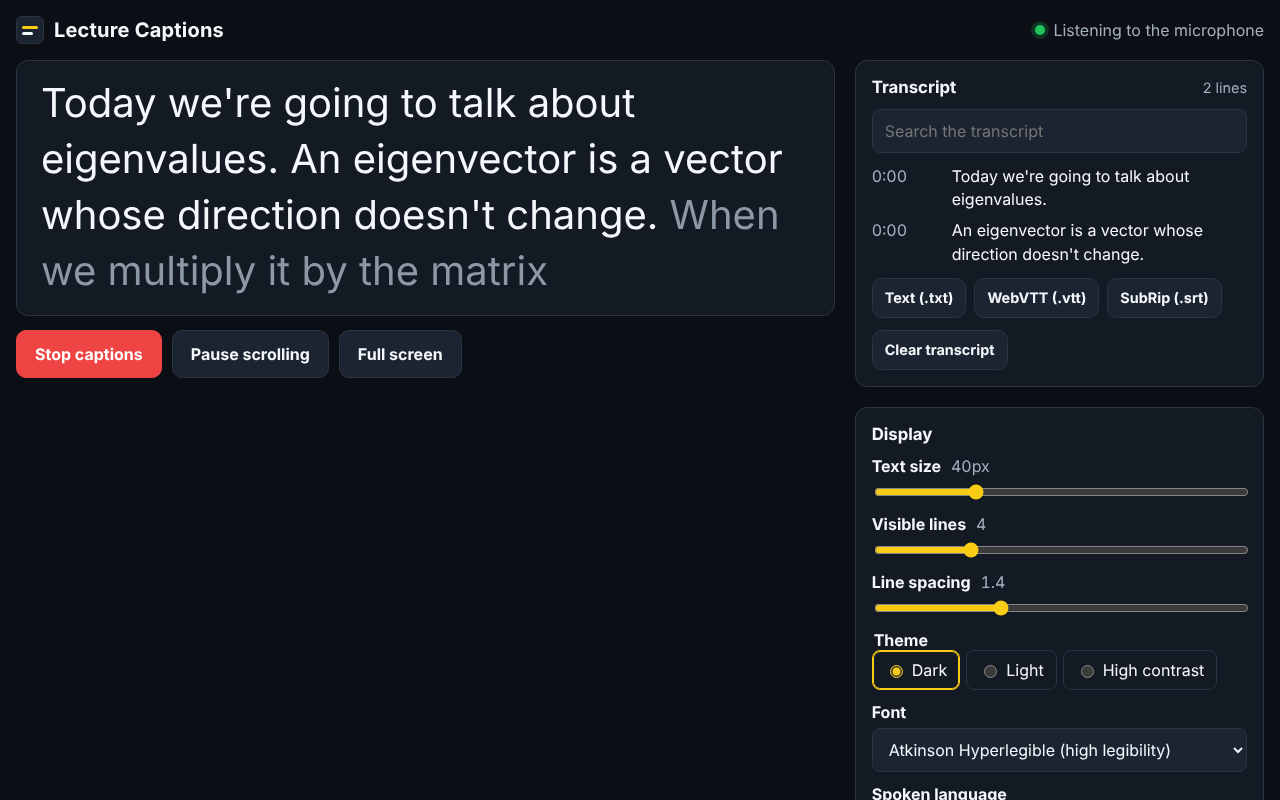 Lecture Captions
Listening to the microphone
Today we're going to talk about
eigenvalues. An eigenvector is a vector
whose direction doesn't change. When
we multiply it by the matrix
Stop captions
Pause scrolling
Full screen
Transcript
2 lines
Search the transcript
0:00
Today we're going to talk about
eigenvalues.
0:00
An eigenvector is a vector whose
direction doesn't change.
Text (.txt)
WebVTT (.vtt)
SubRip (.srt)
Clear transcript
Display
Text size 40px
Visible lines 4
Line spacing 1.4
Theme
Dark
Light
High contrast
Font
Atkinson Hyperlegible (high legibility)
Spoken language